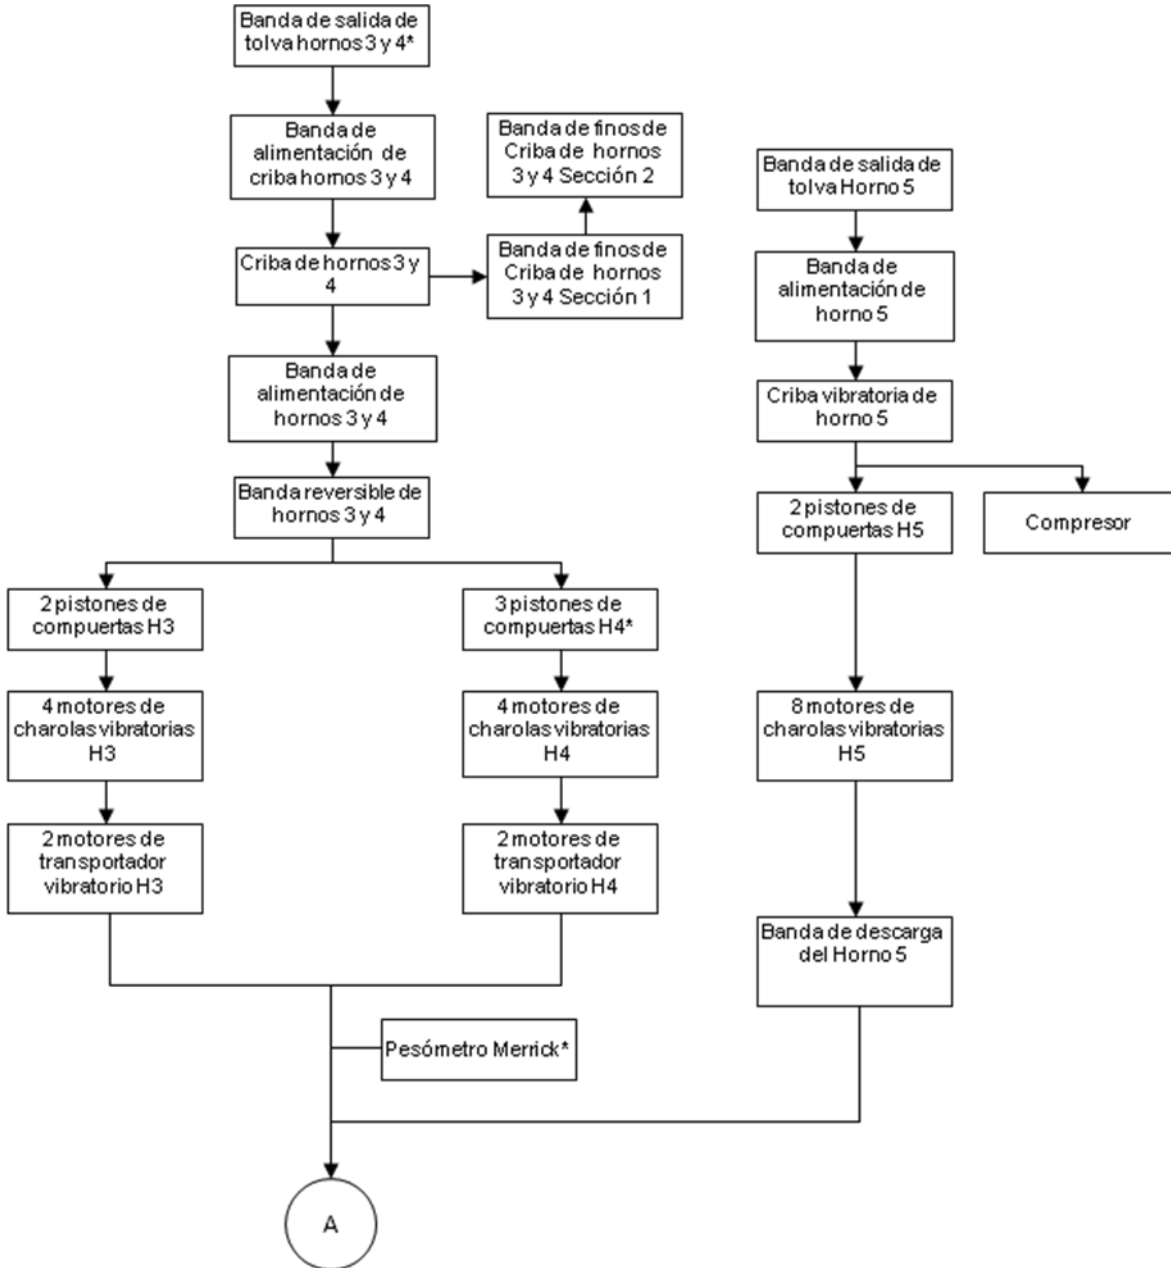 Banda de salida de
tolva hornos 3 y 4*
Banda de
alimentación de
criba hornos 3 y 4
Banda de finos de
Criba de hornos
3 y 4 Sección 2
Banda de salida de
tolva Horno 5
Criba de hornos 3 y
4
Banda de finos de
Criba de hornos
3 y 4 Sección 1
Banda de
alimentación de
horno 5
Banda de
alimentación de
hornos 3 y 4
Criba vibratoria de
horno 5
Banda reversible de
hornos 3 y 4
2 pistones de
compuertas H5
Compresor
2 pistones de
compuertas H3
3 pistones de
compuertas H4*
4 motores de
charolas vibratorias
H3
4 motores de
charolas vibratorias
H4
8 motores de
charolas vibratorias
H5
2 motores de
transportador
vibratorio H3
2 motores de
transportador
vibratorio H4
Banda de descarga
del Horno 5
Pesómetro Merrick*
A